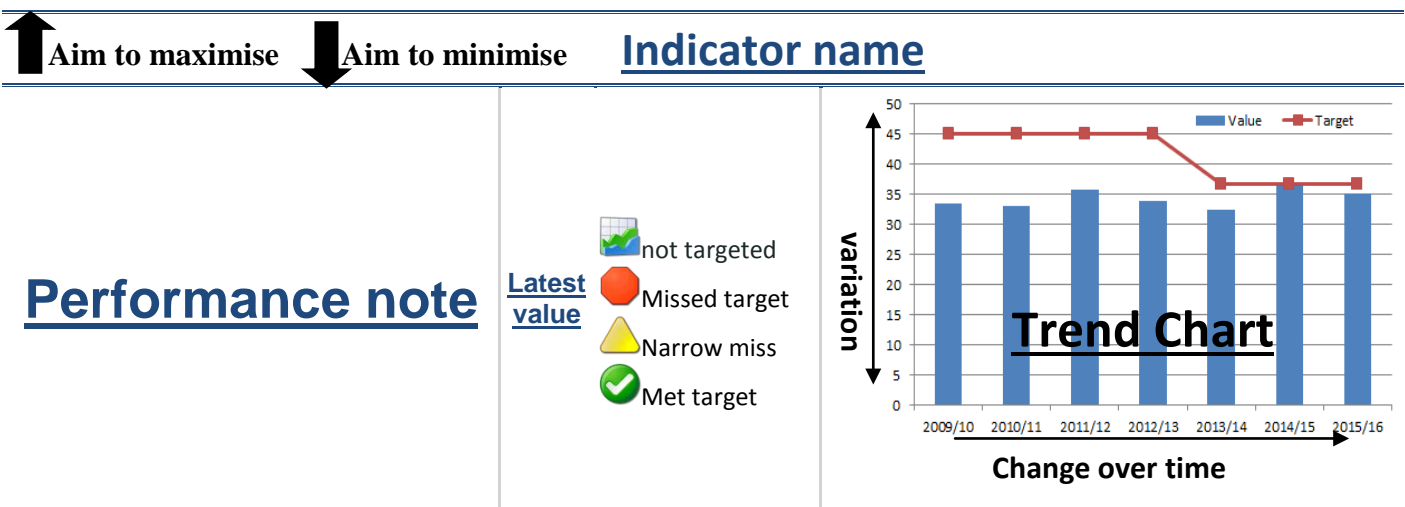 Aim to maximise Aim to minimise Indicator name
Performance note
Latest
value
not targeted
Missed target
Narrow miss
Met target
50
45
40
35
30
25
20
15
10
5
0
Value Target
variation
Trend Chart
2009/10 2010/11 2011/12 2012/13 2013/14 2014/15 2015/16
Change over time